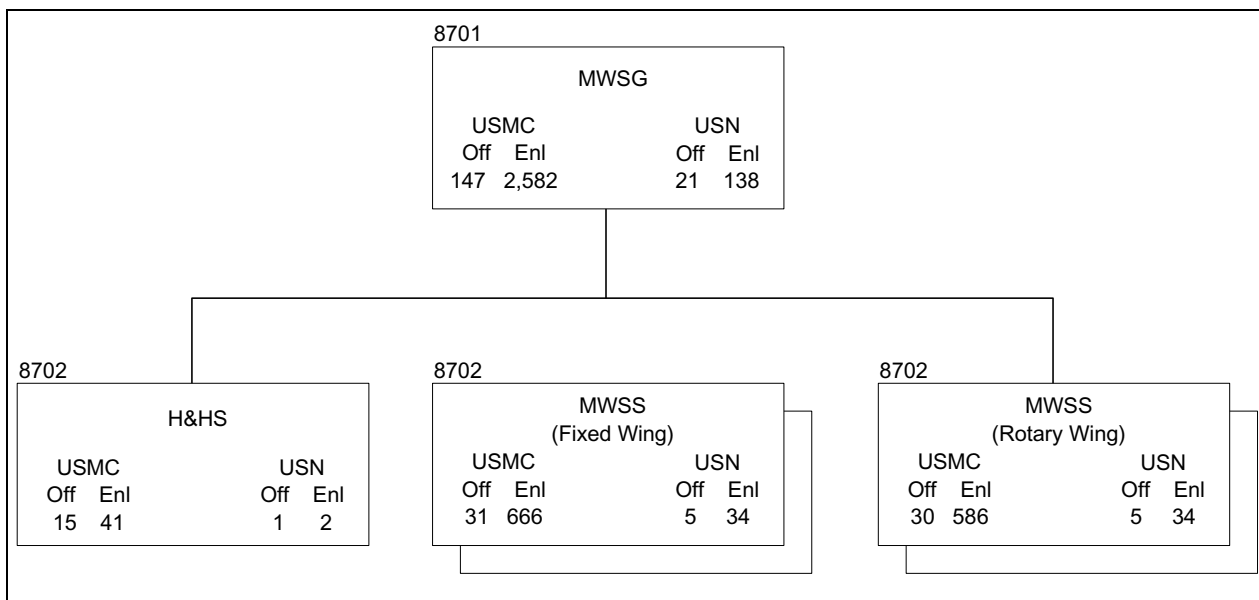 8701
MWSG
USMC USN
Off Enl Off Enl
147 2,582 21 138
8702
H&HS
USMC USN
Off Enl Off Enl
15 41 1 2
8702
MWSS
(Fixed Wing)
USMC USN
Off Enl Off Enl
31 666 5 34
8702
MWSS
(Rotary Wing)
USMC USN
Off Enl Off Enl
30 586 5 34